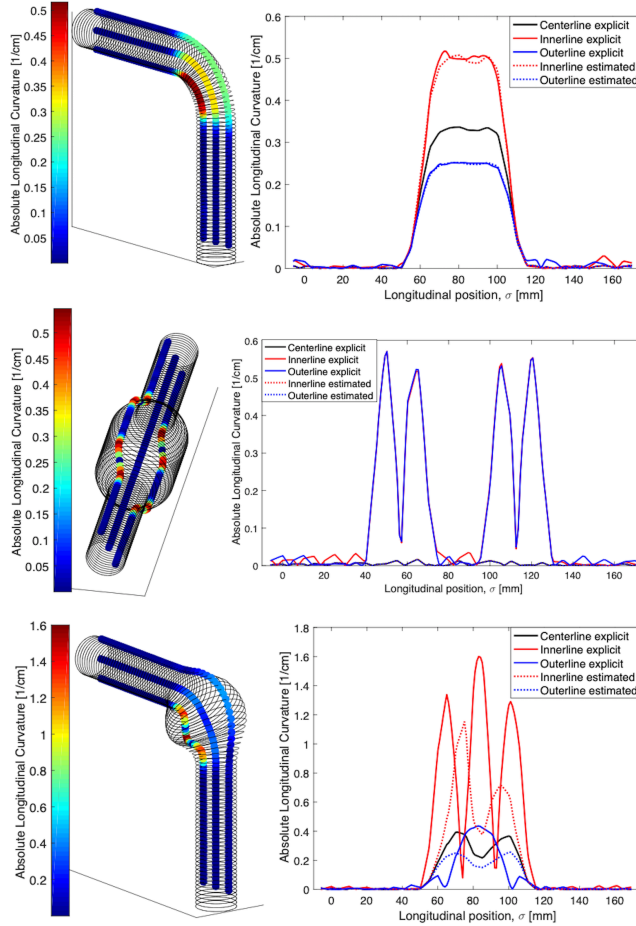 Absolute Longitudinal Curvature [1/cm]
0.5
0.45
0.4
0.35
0.3
0.25
0.2
0.15
0.1
0.05
Absolute Longitudinal Curvature [1/cm]
0.6
0.5
0.4
0.3
0.2
0.1
0
0 20 40 60 80 100 120 140 160
Longitudinal position, σ [mm]
Centerline explicit
Innerline explicit
Outerline explicit
Innerline estimated
Outerline estimated
Absolute Longitudinal Curvature [1/cm]
0.5
0.45
0.4
0.35
0.3
0.25
0.2
0.15
0.1
0.05
Absolute Longitudinal Curvature [1/cm]
0.6
0.5
0.4
0.3
0.2
0.1
0
0 20 40 60 80 100 120 140 160
Longitudinal position, σ [mm]
Centerline explicit
Innerline explicit
Outerline explicit
Innerline estimated
Outerline estimated
Absolute Longitudinal Curvature [1/cm]
1.6
1.4
1.2
1
0.8
0.6
0.4
0.2
Absolute Longitudinal Curvature [1/cm]
1.8
1.6
1.4
1.2
1
0.8
0.6
0.4
0.2
0
0 20 40 60 80 100 120 140 160
Longitudinal position, σ [mm]
Centerline explicit
Innerline explicit
Outerline explicit
Innerline estimated
Outerline estimated